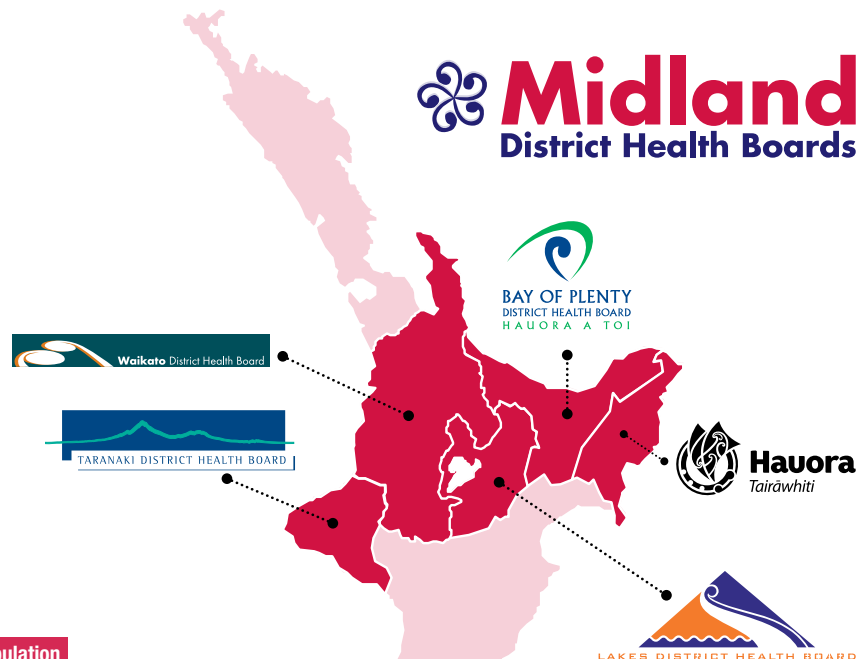 Midland
District Health Boards
BAY OF PLENTY
DISTRICT HEALTH BOARD
HAUORA A TOI
Waikato District Health Board
TARANAKI DISTRICT HEALTH BOARD
Hauora
Tairāwhiti
LAKES DISTRICT HEALTH BOARD